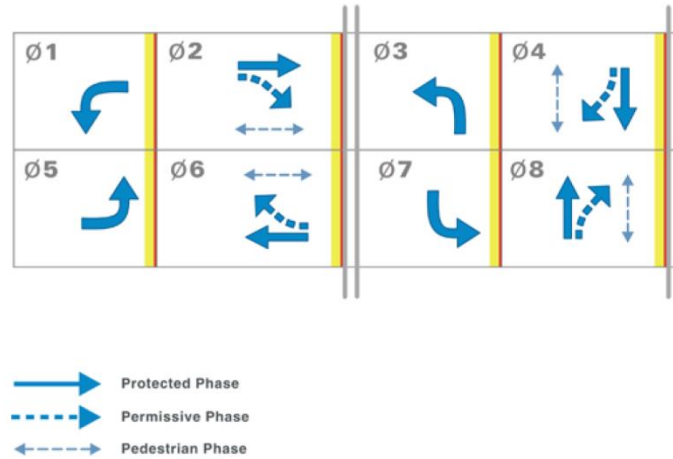 Ø1 Ø2 Ø3 Ø4
Ø5 Ø6 Ø7 Ø8
Protected Phase
Permissive Phase
Pedestrian Phase